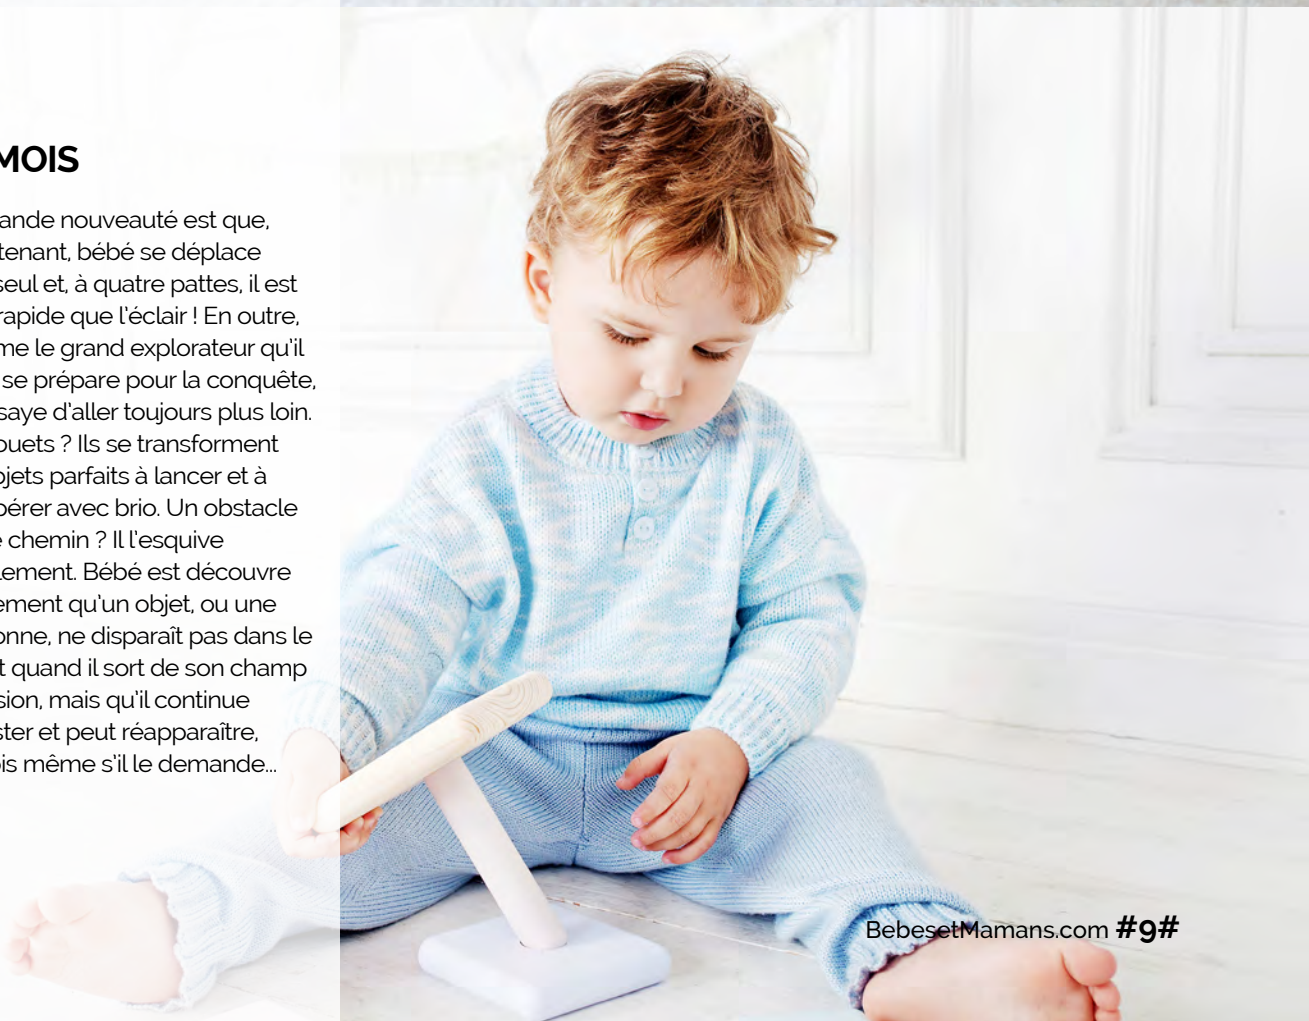 MOIS
ande nouveauté est que,
tenant, bébé se déplace
seul et, à quatre pattes, il est
rapide que l'éclair ! En outre,
me le grand explorateur qu'il
se prépare pour la conquête,
saye d'aller toujours plus loin.
ouets ? Ils se transforment
bjets parfaits à lancer et à
pérer avec brio. Un obstacle
e chemin ? Il l'esquive
lement. Bébé est découvre
ement qu'un objet, ou une
onne, ne disparaît pas dans le
t quand il sort de son champ
sion, mais qu'il continue
ster et peut réapparaître,
ois même s'il le demande...
BebesetMamans.com #9#